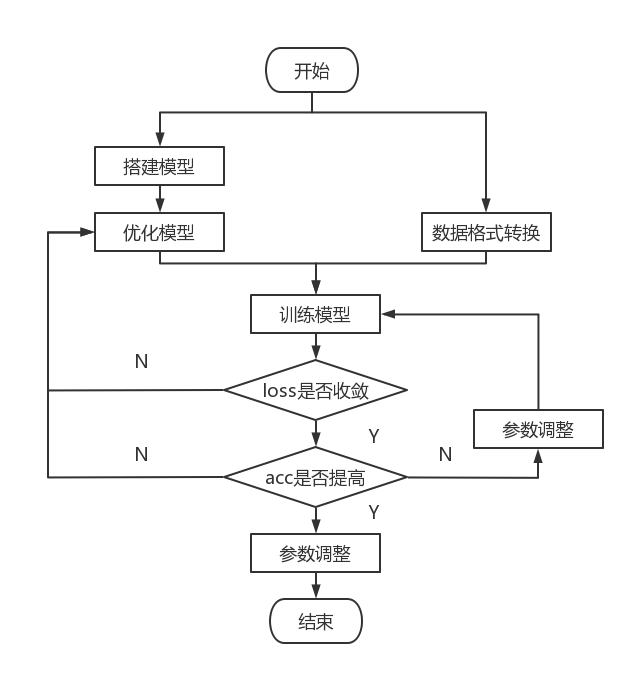 开始
搭建模型
优化模型
数据格式转换
训练模型
N
loss是否收敛
Y
参数调整
N
acc是否提高
N
Y
参数调整
结束